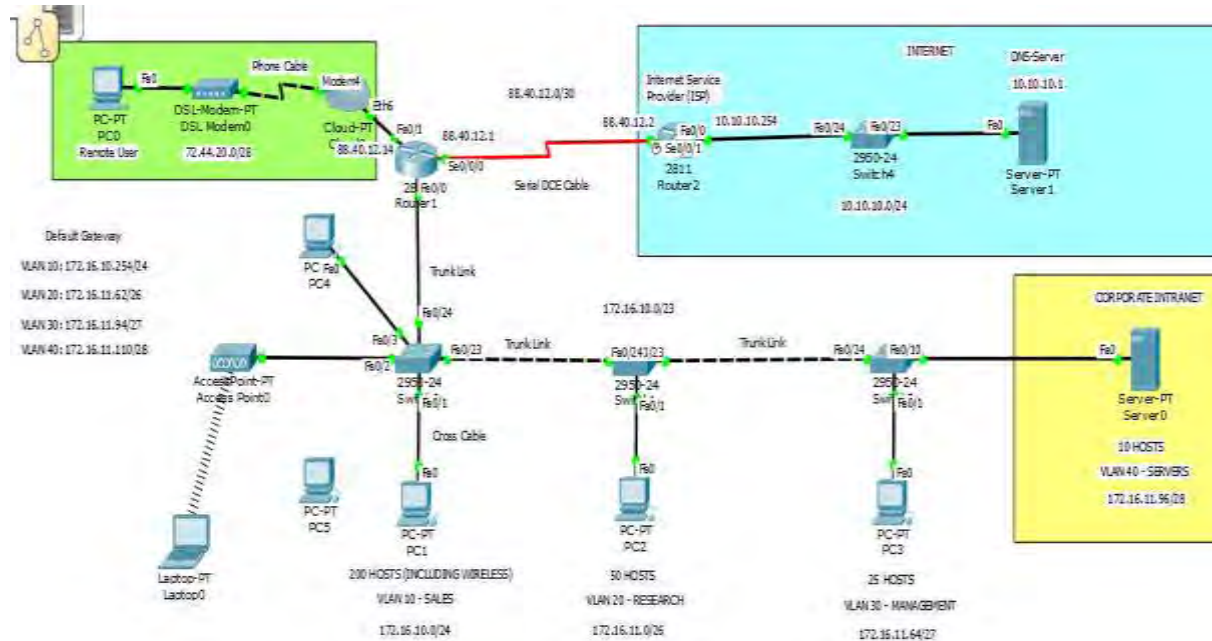 INTERNET
DNS-Server
10.10.10.1
Phone Cable
Modem4
Fa0
Eth6
PC-PT
PC0
Remote User
DSL-Modem-PT
DSL Modem0
72.44.20.0/28
Cloud-PT
88.40.12.14
Fa0/1
88.40.12.1
Se0/0/0
Fa0/0
Router1
88.40.12.0/30
Serial DCE Cable
Internet Service
Provider (ISP)
88.40.12.2
Fa0/0
Se0/0/1
2811
Router2
10.10.10.254
Fa0/24
Fa0/23
2950-24
Switch4
10.10.10.0/24
Fa0
Server-PT
Server1
Default Gateway
VLAN 10: 172.16.10.254/24
VLAN 20: 172.16.11.62/26
VLAN 30: 172.16.11.94/27
VLAN 40: 172.16.11.110/28
Fa0
PC4
Trunk Link
Fa0/24
Fa0/3
Fa0/2
Fa0/23
2950-24
Fa0/1
AccessPoint-PT
Cross Cable
Fa0
Trunk Link
172.16.10.0/23
Fa0/24
2950-24
Fa0/1
Fa0
Trunk Link
Fa0/24
Fa0/10
2950-24
Fa0/1
Fa0
CORPORATE INTRANET
Fa0
Server-PT
Server0
10 HOSTS
VLAN 40 - SERVERS
172.16.11.96/28
PC-PT
PC5
Laptop-PT
Laptop0
PC-PT
PC1
200 HOSTS (INCLUDING WIRELESS)
VLAN 10 - SALES
172.16.10.0/24
PC-PT
PC2
50 HOSTS
VLAN 20 - RESEARCH
172.16.11.0/26
PC-PT
PC3
25 HOSTS
VLAN 30 - MANAGEMENT
172.16.11.64/27